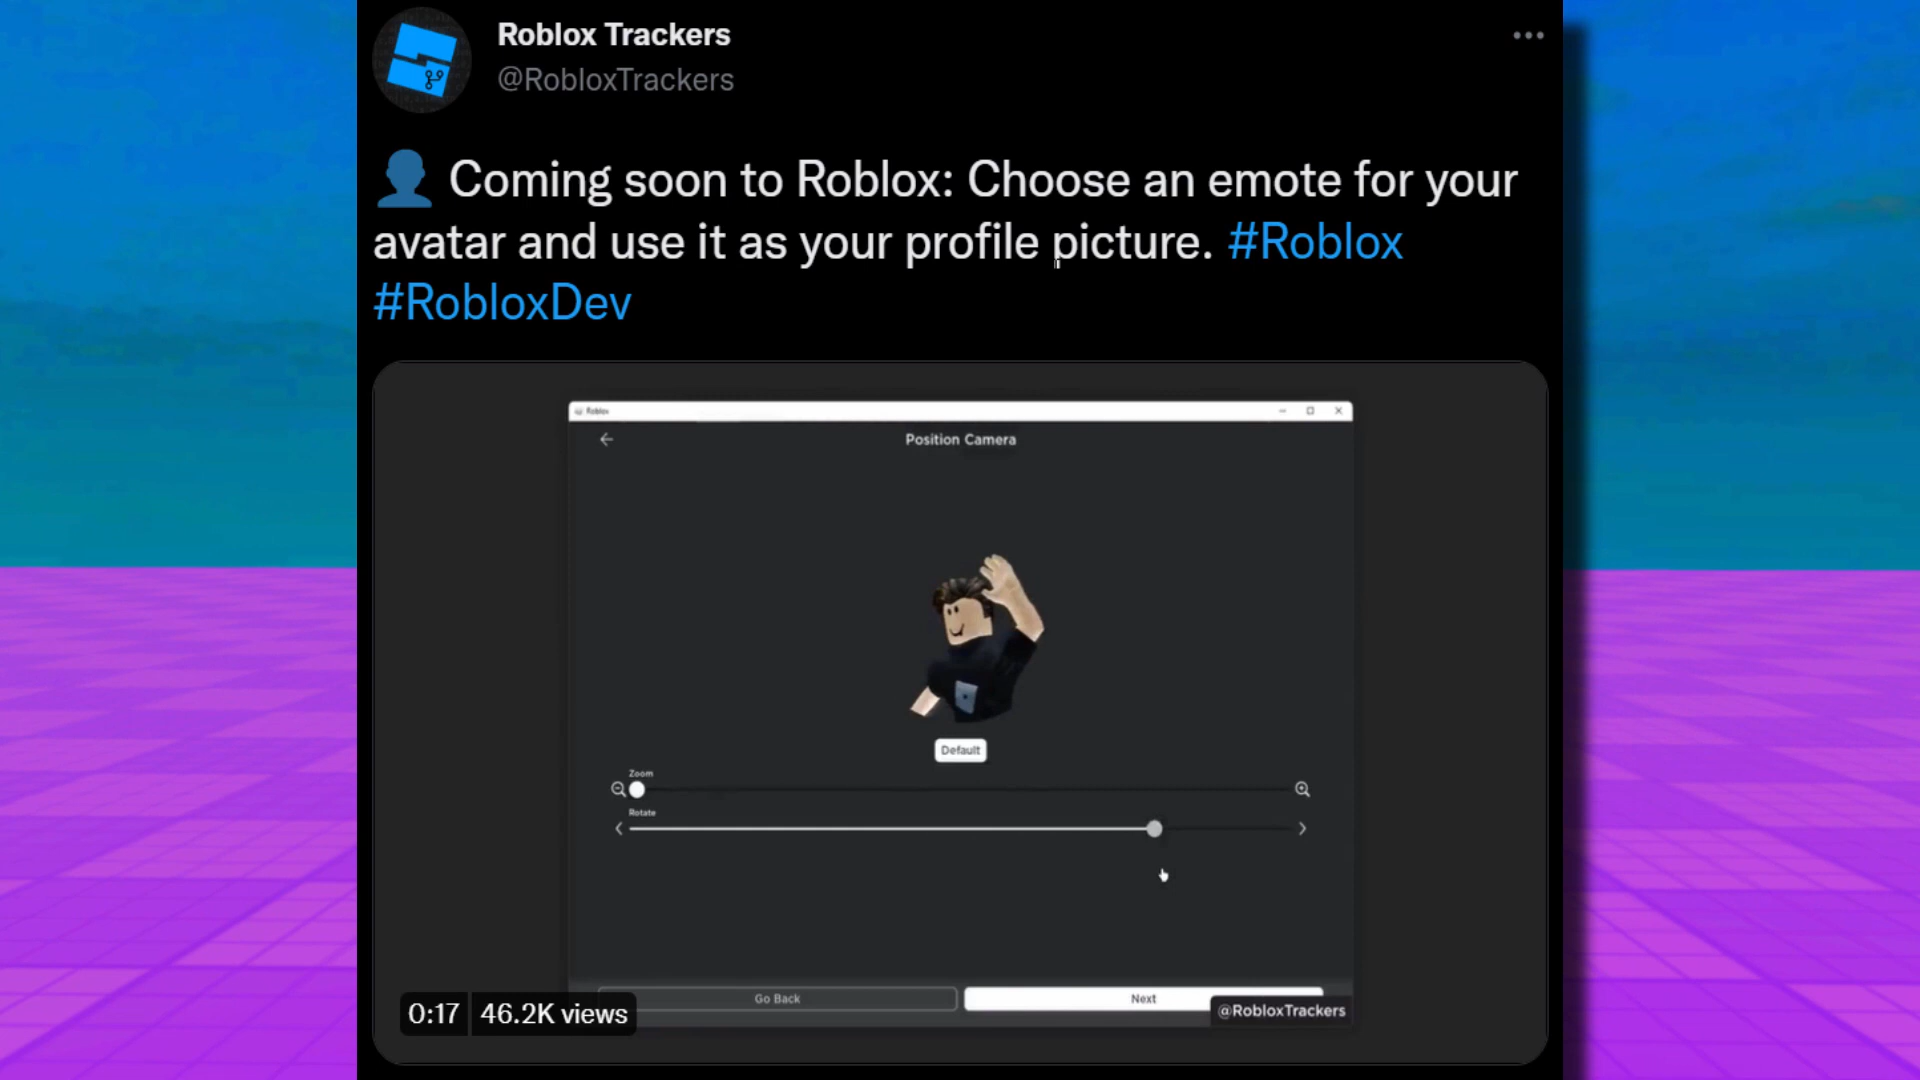 Roblox Trackers
@RobloxTrackers
Coming soon to Roblox: Choose an emote for your
avatar and use it as your profile picture. #Roblox
#RobloxDev
Roblox
Position Camera
Default
Zoom
Rotate
Go Back
Next
0:17
46.2K views
@RobloxTrackers